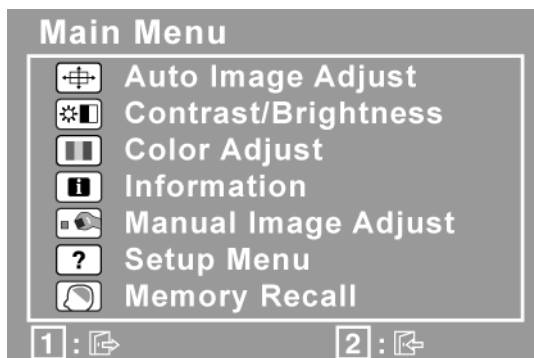 Main Menu
Auto Image Adjust
Contrast/Brightness
Color Adjust
i Information
Manual Image Adjust
? Setup Menu
Memory Recall
1 : 2 :